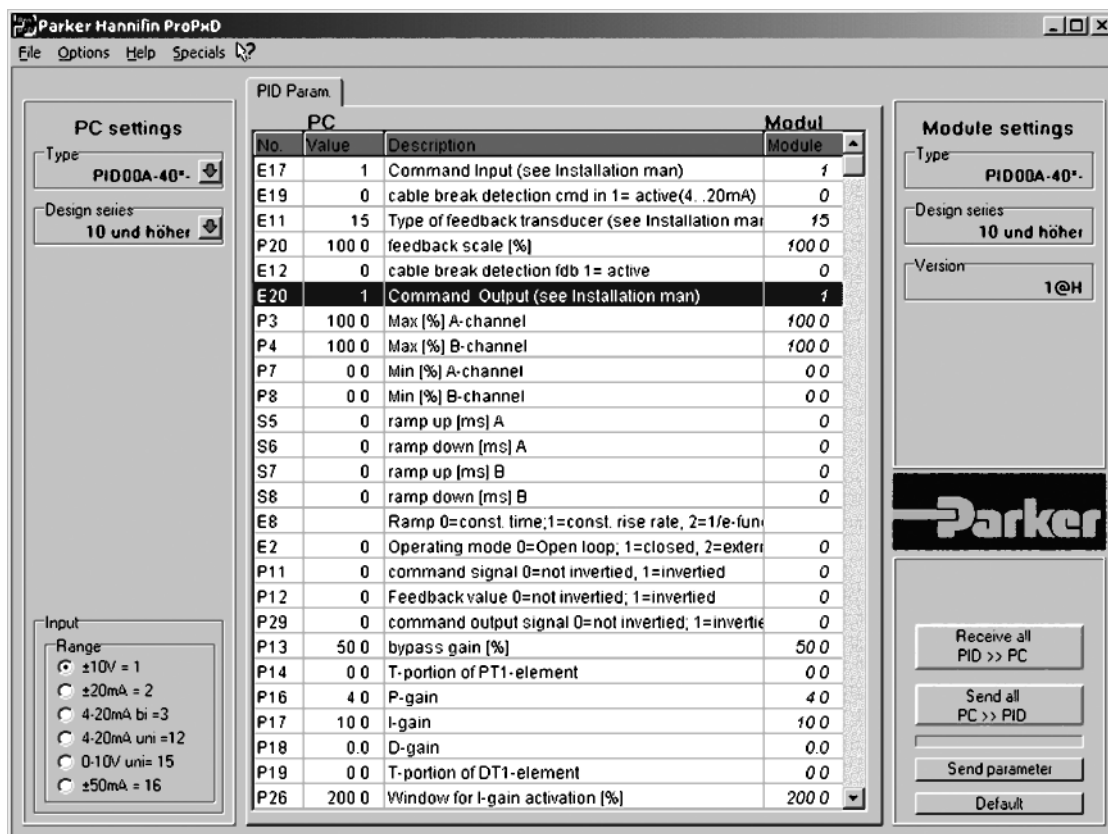 Parker Hannifin ProPxD
File Options Help Specials ?
PC settings
Type
PID00A-40*-
Design series
10 und höher
Input
Range
±10V = 1
±20mA = 2
4-20mA bi =3
4-20mA uni =12
0-10V uni= 15
±50mA = 16
PID Param.
PC Modul
No. Value Description Module
E17 1 Command Input (see Installation man) 1
E19 0 cable break detection cmd in 1= active(4. .20mA) 0
E11 15 Type of feedback transducer (see Installation mar 15
P20 100 0 feedback scale [%] 100 0
E12 0 cable break detection fdb 1= active 0
E20 1 Command Output (see Installation man) 1
P3 100 0 Max [%] A-channel 100 0
P4 100 0 Max [%] B-channel 100 0
P7 0 0 Min [%] A-channel 0 0
P8 0 0 Min [%] B-channel 0 0
S5 0 ramp up [ms] A 0
S6 0 ramp down [ms] A 0
S7 0 ramp up [ms] B 0
S8 0 ramp down [ms] B 0
E8 Ramp 0=const. time;1=const. rise rate, 2=1/e-fun
E2 0 Operating mode 0=Open loop; 1=closed, 2=extern 0
P11 0 command signal 0=not invertied, 1=invertied 0
P12 0 Feedback value 0=not invertied; 1=invertied 0
P29 0 command output signal 0=not invertied; 1=invertie 0
P13 50 0 bypass gain [%] 50 0
P14 0 0 T-portion of PT1-element 0 0
P16 4 0 P-gain 4 0
P17 10 0 I-gain 10 0
P18 0.0 D-gain 0.0
P19 0 0 T-portion of DT1-element 0 0
P26 200 0 Window for I-gain activation [%] 200 0
Module settings
Type
PID00A-40*-
Design series
10 und höher
Version
1@H
Parker
Receive all
PID >> PC
Send all
PC >> PID
Send parameter
Default